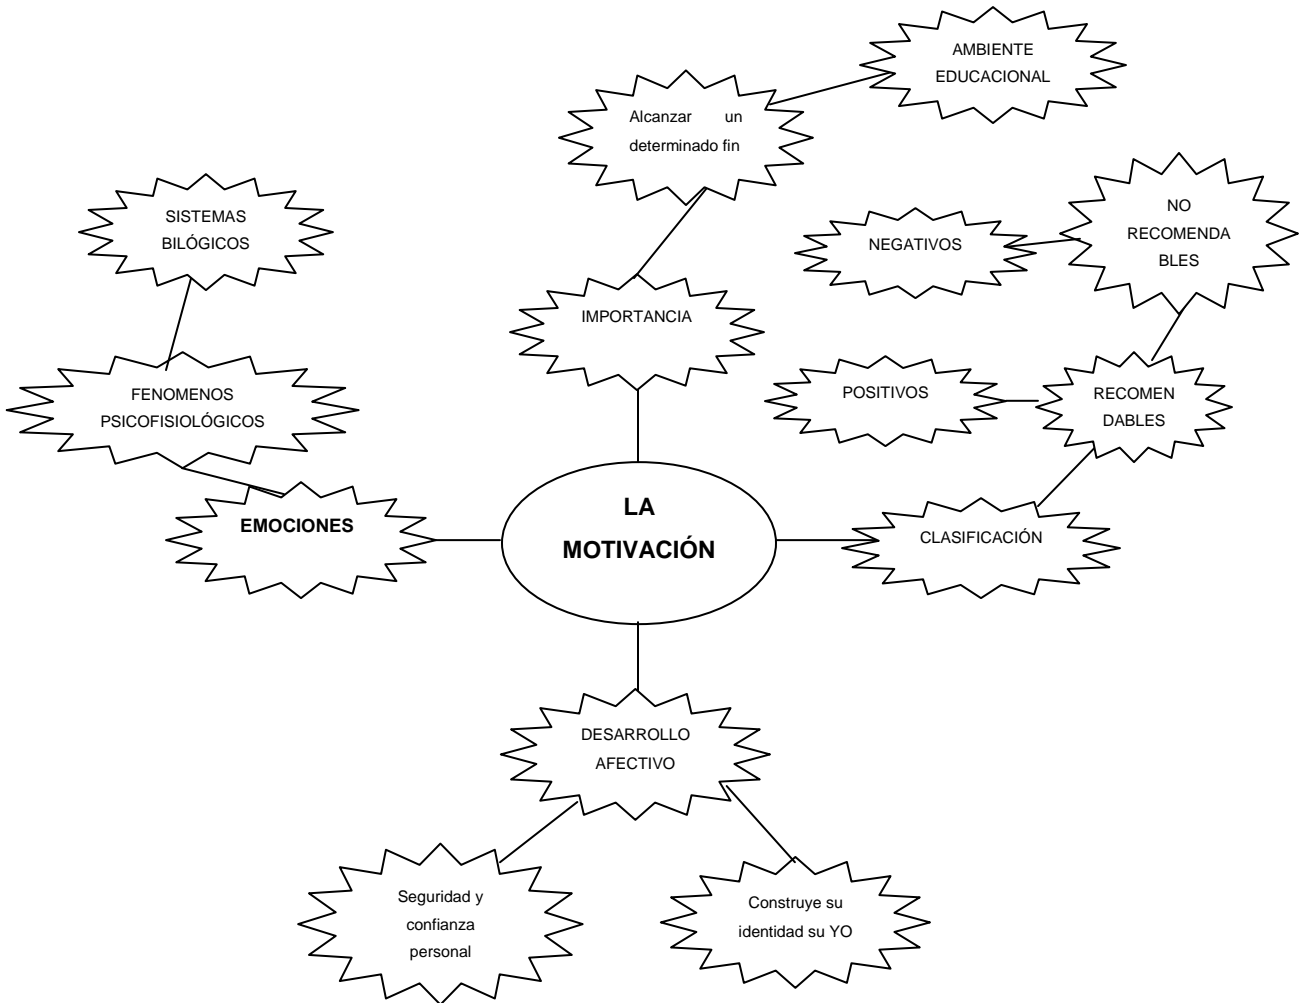 AMBIENTE
EDUCACIONAL
Alcanzar un
determinado fin
SISTEMAS
BILÓGICOS
NO
RECOMENDA
BLES
NEGATIVOS
IMPORTANCIA
FENOMENOS
PSICOFISIOLÓGICOS
POSITIVOS
RECOMEN
DABLES
EMOCIONES
LA
MOTIVACIÓN
CLASIFICACIÓN
DESARROLLO
AFECTIVO
Seguridad y
confianza
personal
Construye su
identidad su YO